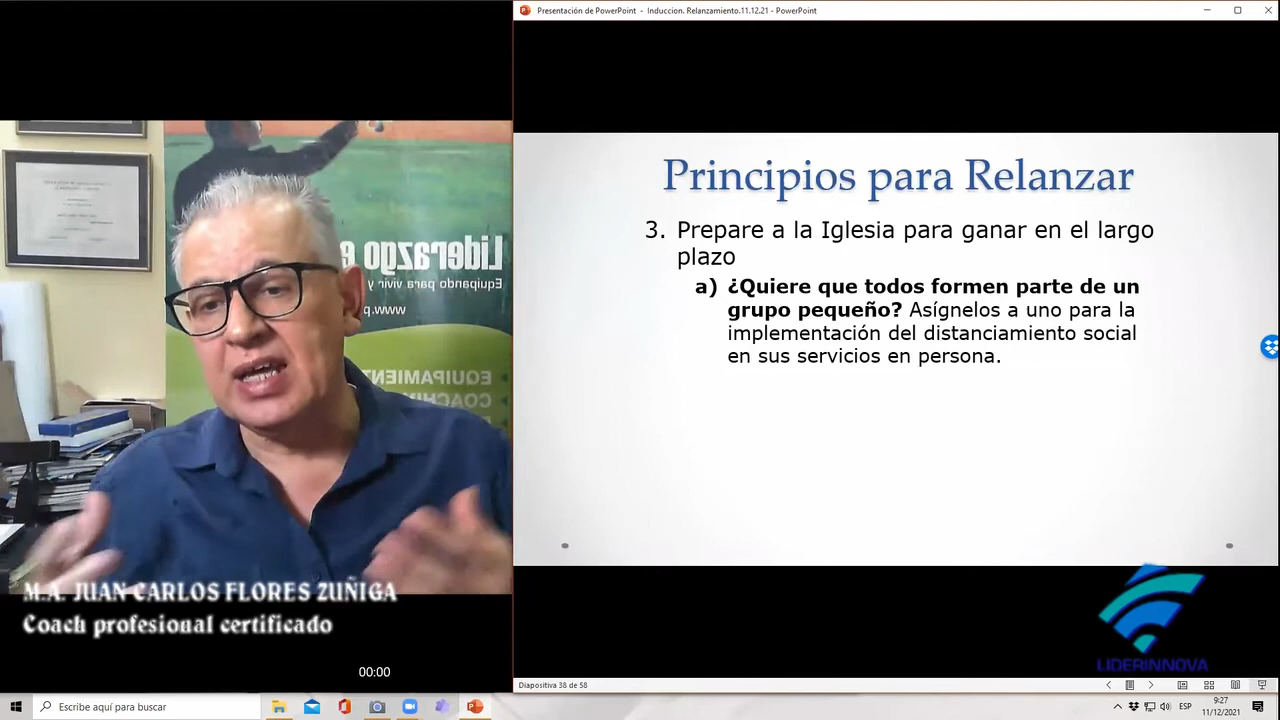 Presentación de PowerPoint - Induccion. Relanzamiento.11.12.21 - PowerPoint
Liderazgo e
Equipando para y vivir y
www.p
EQUIPAMIENT
COACHI
M.A. JUAN CARLOS FLORES ZUÑIGA
Coach profesional certificado
00:00
Principios para Relanzar
3. Prepare a la Iglesia para ganar en el largo
plazo
a) ¿Quiere que todos formen parte de un
grupo pequeño? Asígnelos a uno para la
implementación del distanciamiento social
en sus servicios en persona.
LIDERINNOVA
Diapositiva 38 de 58
Escribe aquí para buscar
ESP
9:27
11/12/2021